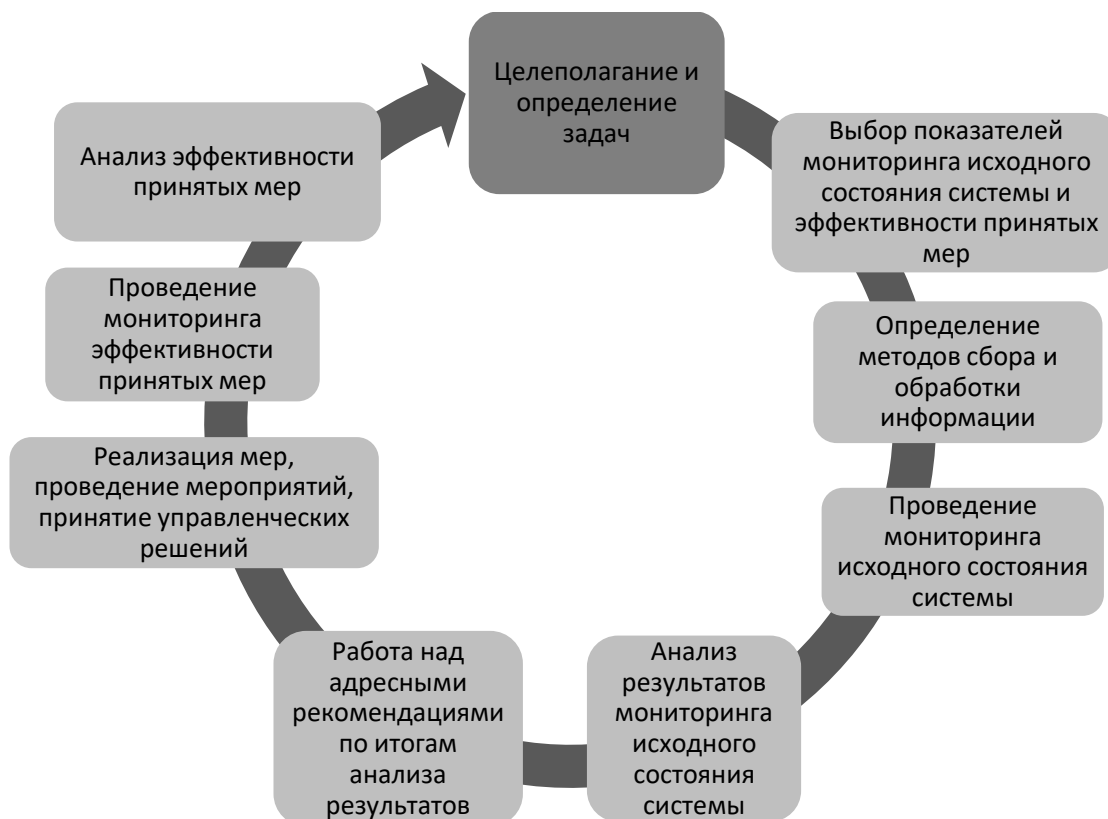 Целеполагание и
определение
задач
Выбор показателей
мониторинга исходного
состояния системы и
эффективности принятых
мер
Определение
методов сбора и
обработки
информации
Проведение
мониторинга
исходного состояния
системы
Анализ
результатов
мониторинга
исходного
состояния
системы
Работа над
адресными
рекомендациями
по итогам
анализа
результатов
Реализация мер,
проведение мероприятий,
принятие управленческих
решений
Проведение
мониторинга
эффективности
принятых мер
Анализ эффективности
принятых мер